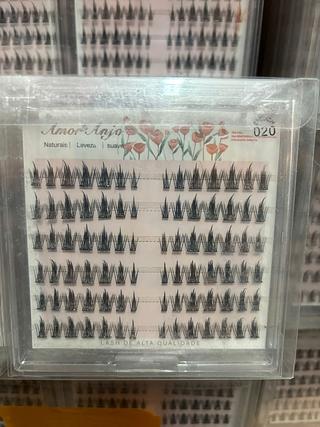 Amor Anjo
Naturais | Leveza | suave
020
LASH DE ALTA QUALIDADE